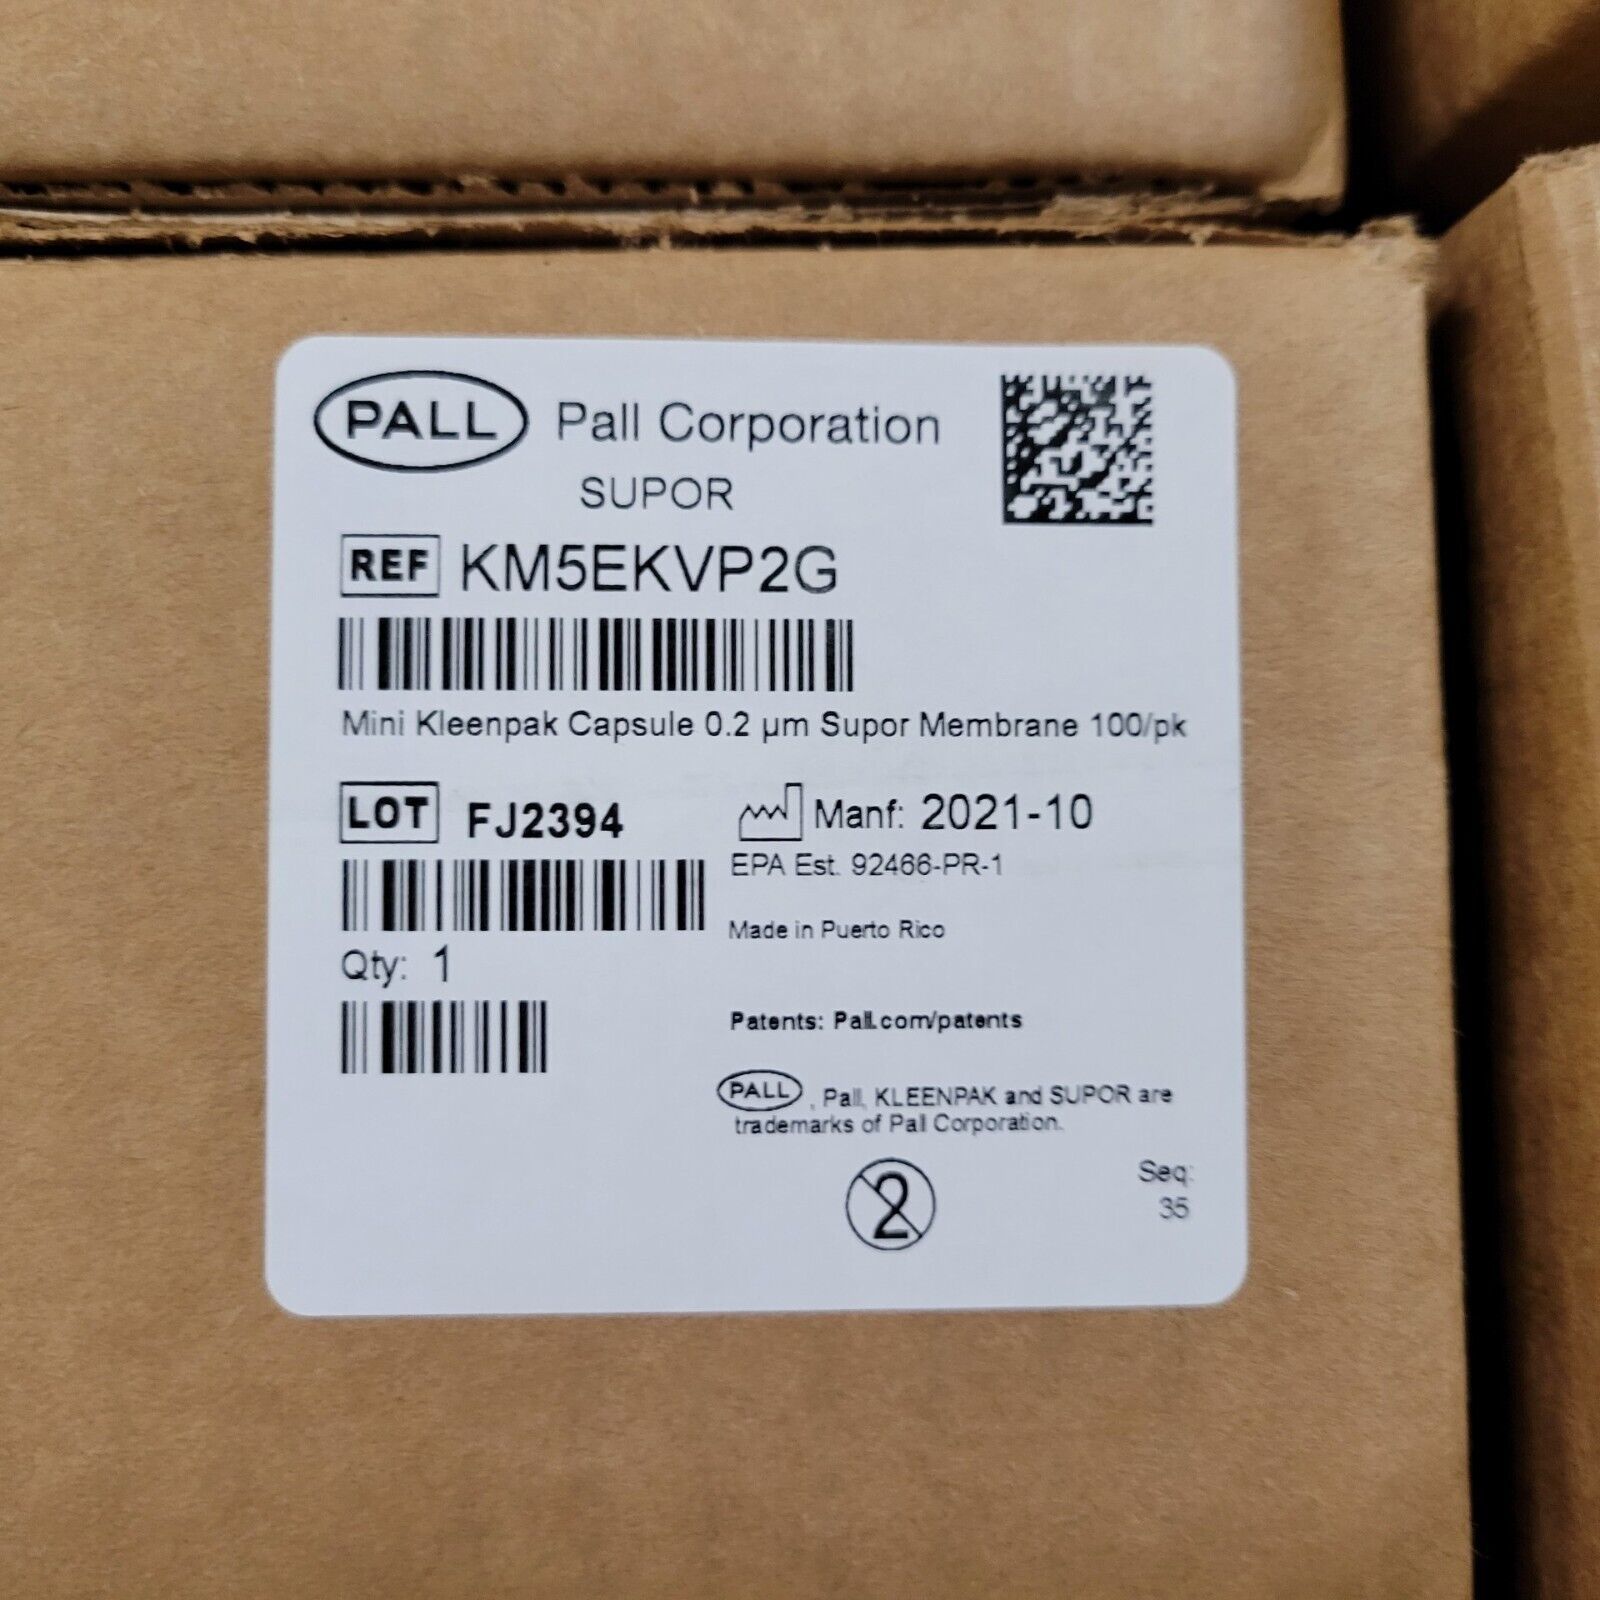 PALL Pall Corporation
SUPOR
REF KM5EKVP2G
Mini Kleenpak Capsule 0.2 µm Supor Membrane 100/pk
LOT FJ2394
Manf: 2021-10
EPA Est. 92466-PR-1
Made in Puerto Rico
Qty: 1
Patents: Pall.com/patents
PALL , Pall, KLEENPAK and SUPOR are
trademarks of Pall Corporation.
2
Seq:
35